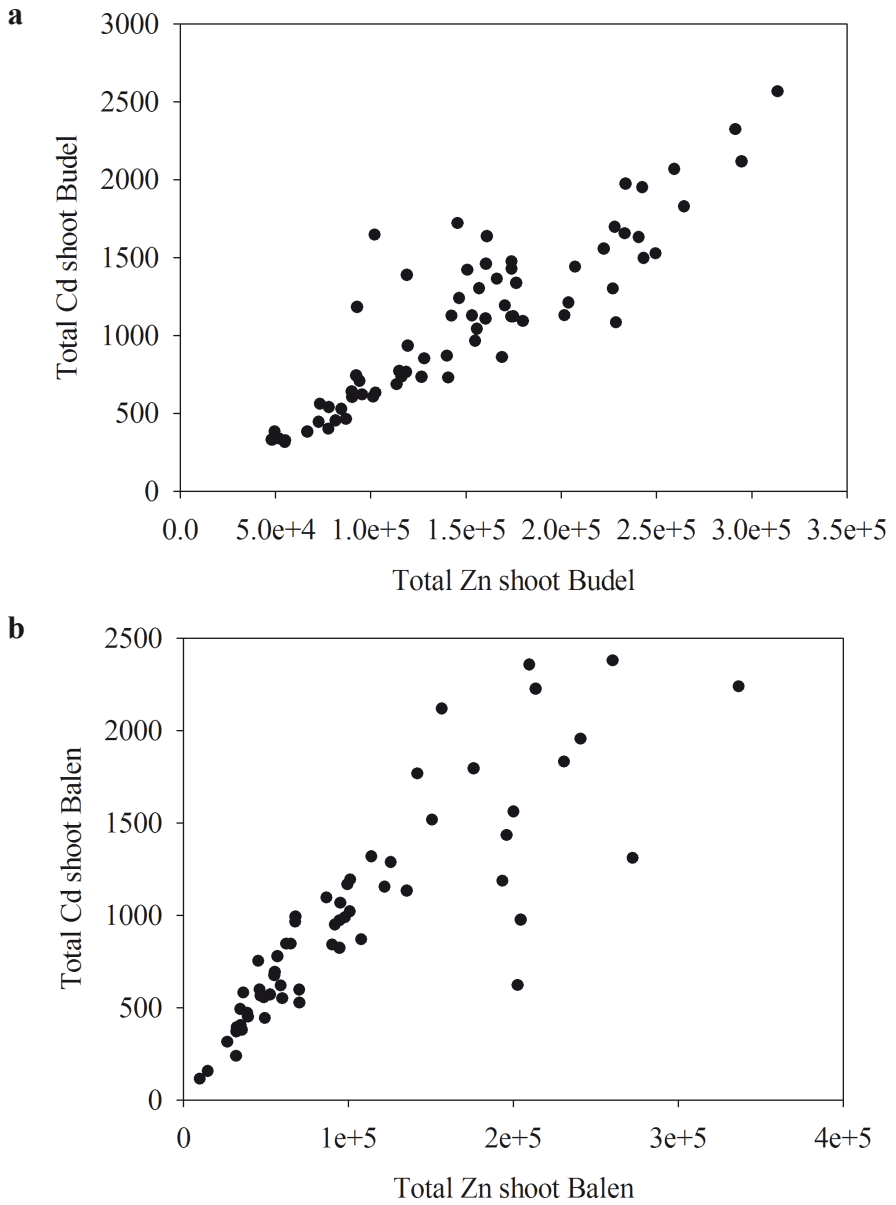 a
3000
2500
2000
1500
1000
500
0
Total Cd shoot Budel
0.0 5.0e+4 1.0e+5 1.5e+5 2.0e+5 2.5e+5 3.0e+5 3.5e+5
Total Zn shoot Budel
b
2500
2000
1500
1000
500
0
Total Cd shoot Balen
0 1e+5 2e+5 3e+5 4e+5
Total Zn shoot Balen